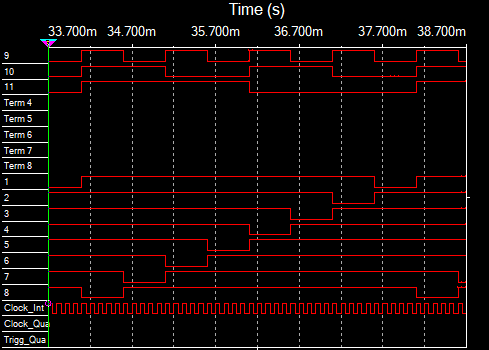 Time (s)
33.700m 34.700m 35.700m 36.700m 37.700m 38.700m
9
10
11
Term 4
Term 5
Term 6
Term 7
Term 8
1
2
3
4
5
6
7
8
Clock_Int
Clock_Qua
Trigg_Qua